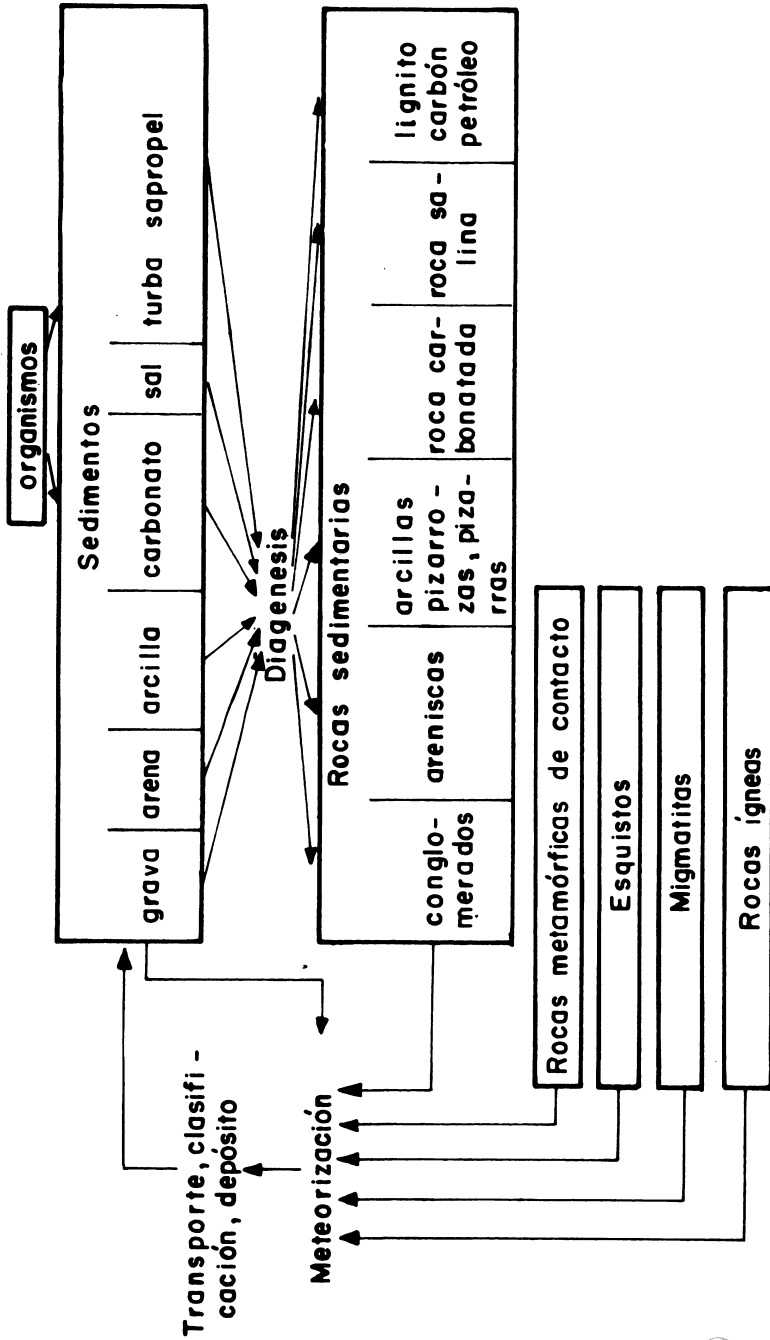 organismos
Sedimentos
grava arena arcilla carbonato sal turba sapropel
Transporte, clasifi-
cación, depósito
Diagenesis
Meteorización
Rocas sedimentarias
conglo-
merados
areniscas
arcillas
pizarro-
zas, piza-
rras
roca car-
bonatada
roca sa-
lina
lignito
carbón
petróleo
Rocas metamórficas de contacto
Esquistos
Migmatitas
Rocas ígneas